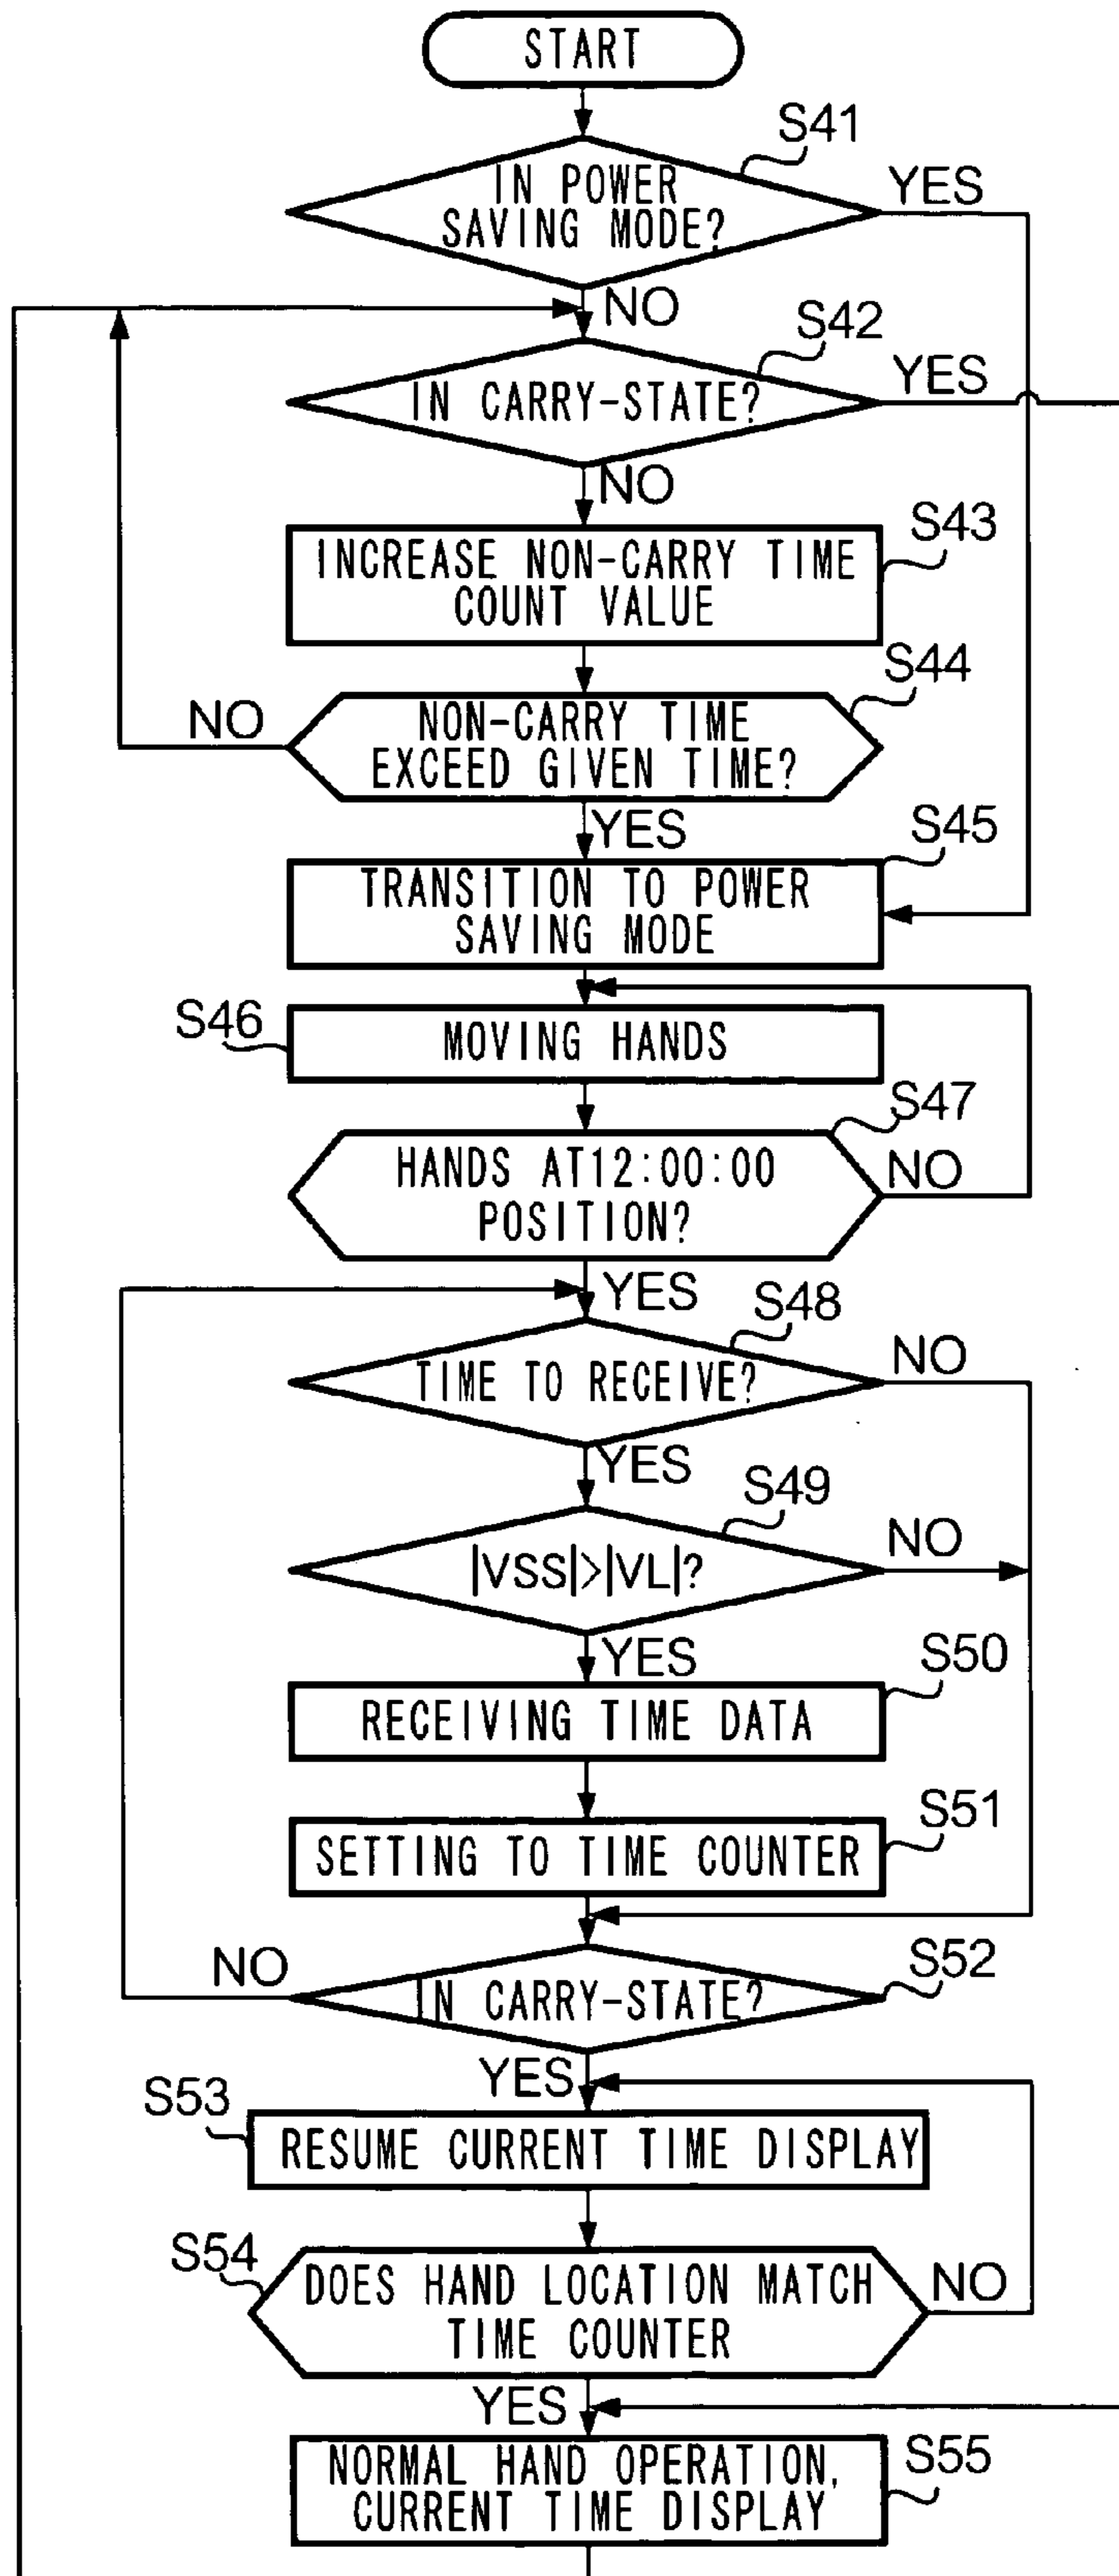 START
S41
IN POWER
SAVING MODE?
YES
NO
S42
IN CARRY-STATE?
YES
NO
S43
INCREASE NON-CARRY TIME
COUNT VALUE
S44
NON-CARRY TIME
EXCEED GIVEN TIME?
NO
YES
S45
TRANSITION TO POWER
SAVING MODE
S46
MOVING HANDS
S47
HANDS AT12:00:00
POSITION?
NO
YES
S48
TIME TO RECEIVE?
NO
YES
S49
|VSS|>|VL|?
NO
YES
S50
RECEIVING TIME DATA
S51
SETTING TO TIME COUNTER
S52
IN CARRY-STATE?
NO
YES
S53
RESUME CURRENT TIME DISPLAY
S54
DOES HAND LOCATION MATCH
TIME COUNTER
NO
YES
S55
NORMAL HAND OPERATION,
CURRENT TIME DISPLAY